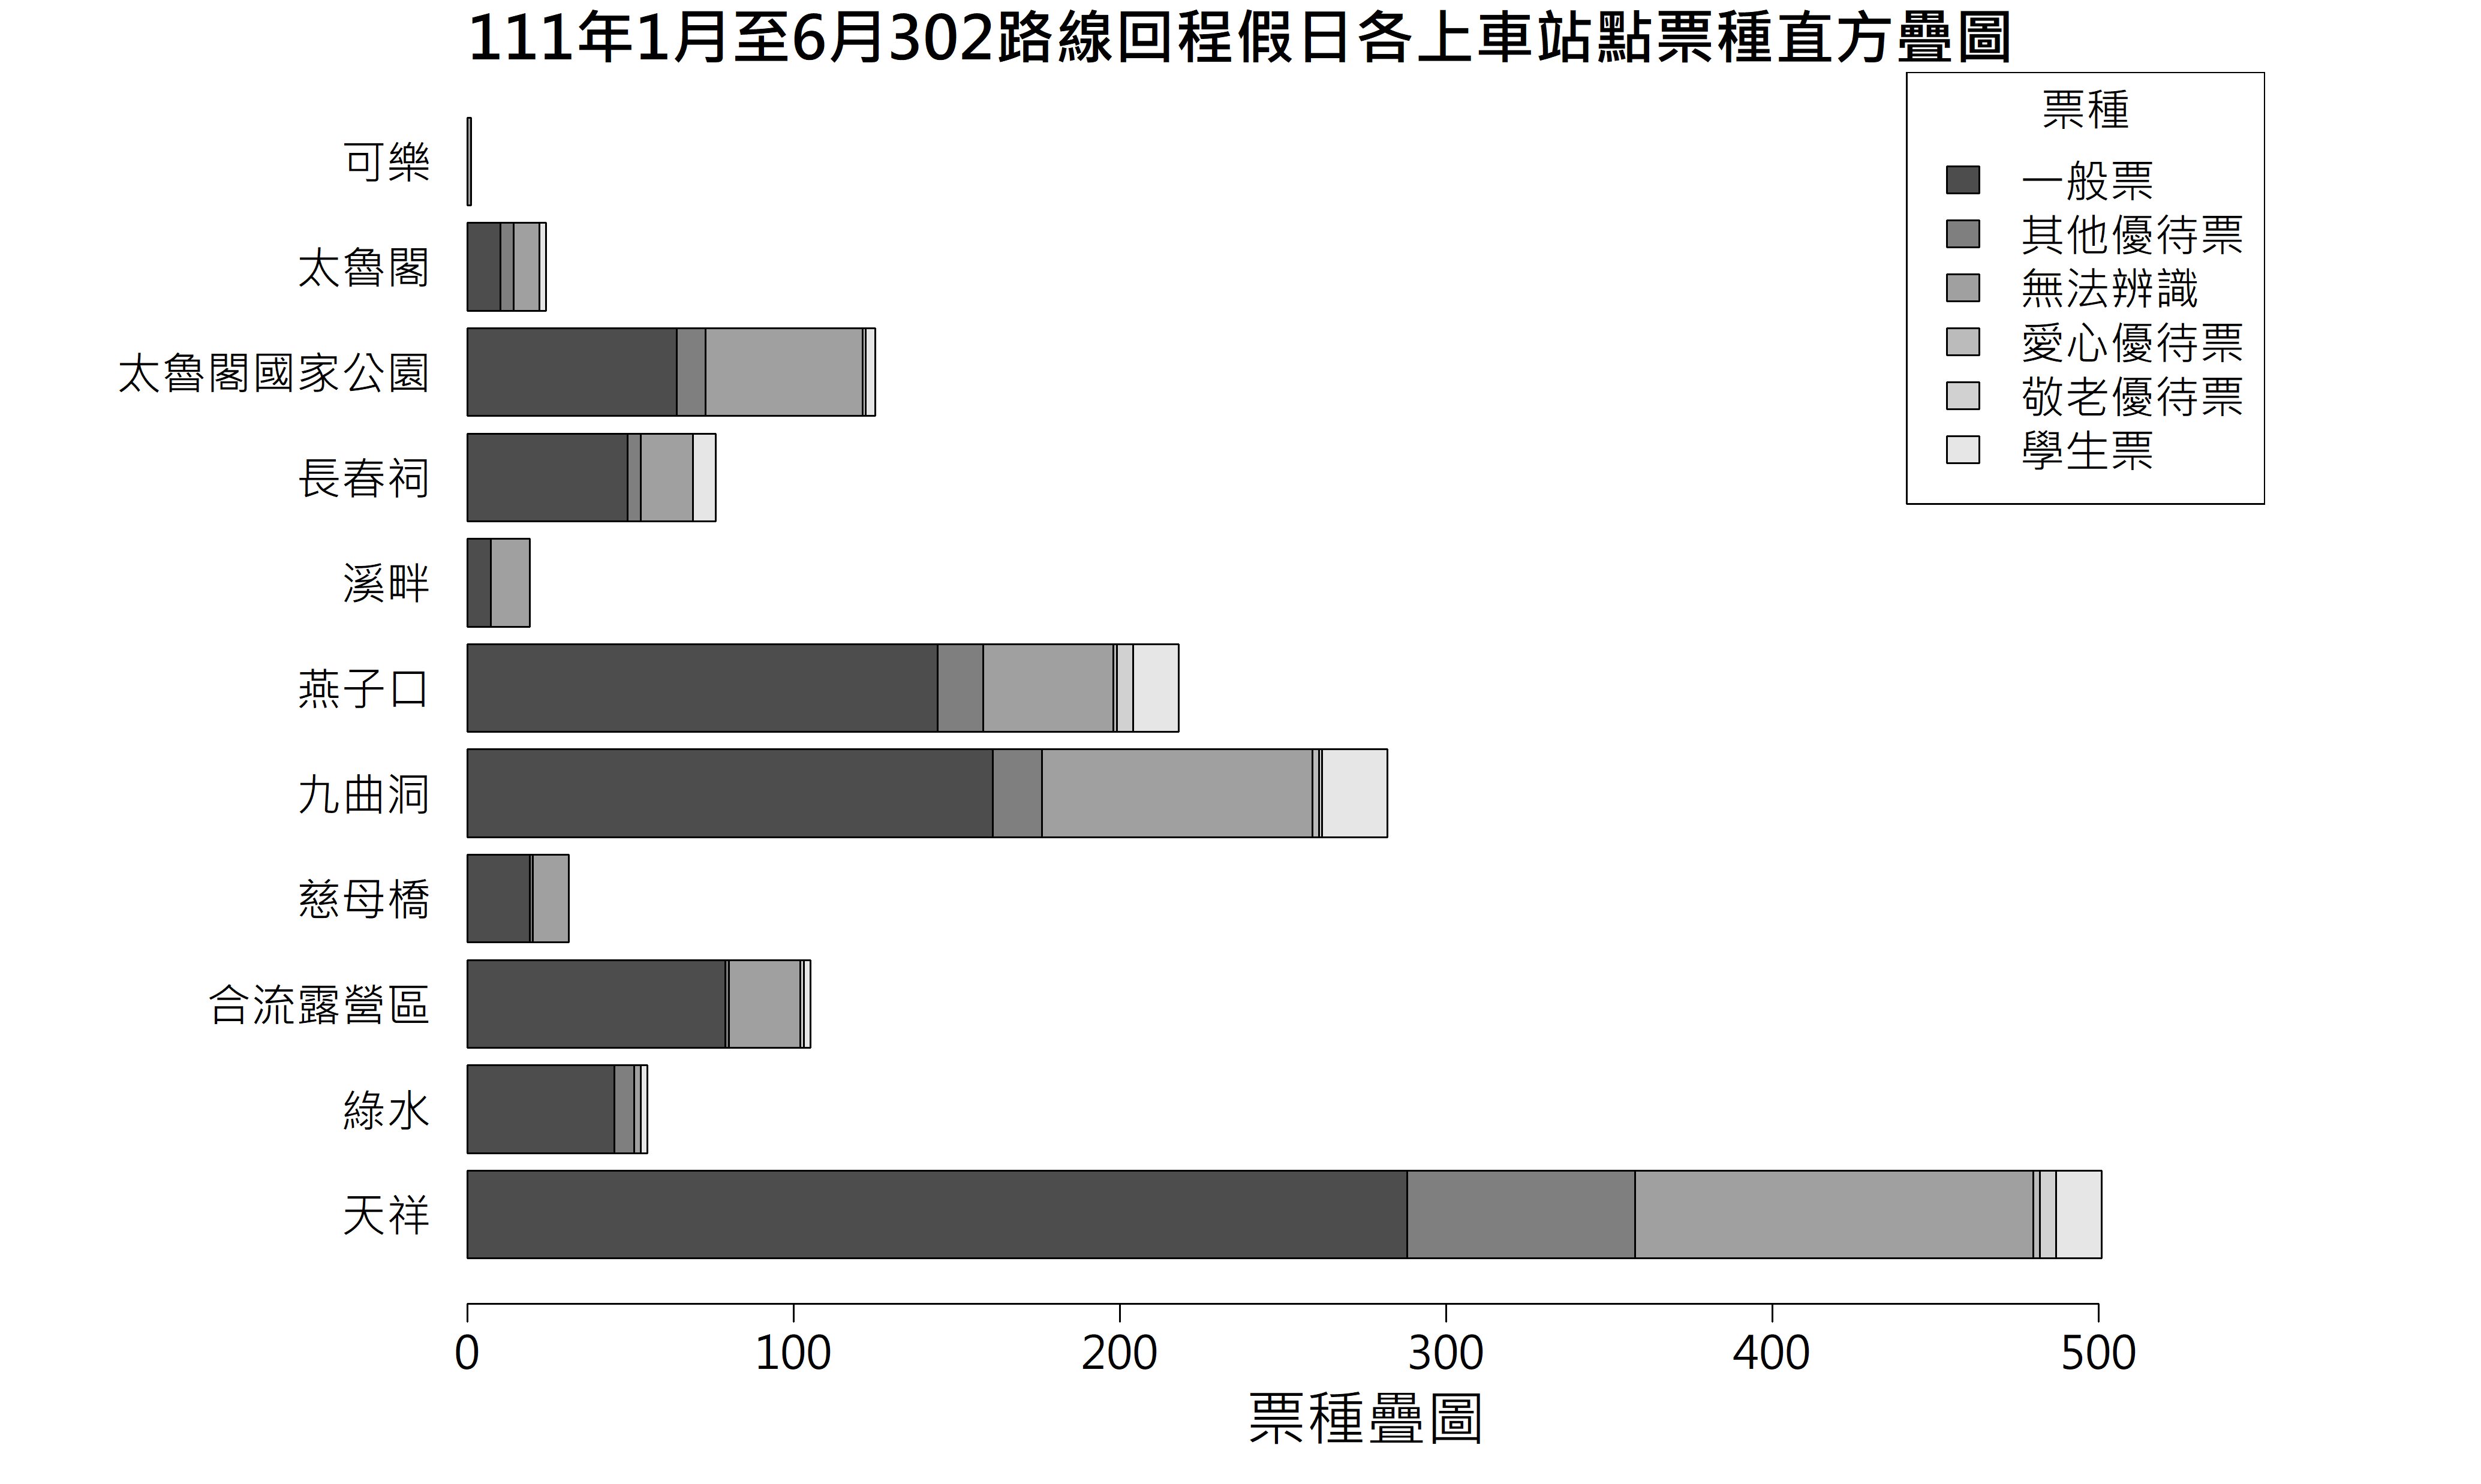 111年1月至6月302路線回程假日各上車站點票種直方疊圖
票種
一般票
其他優待票
無法辨識
愛心優待票
敬老優待票
學生票
可樂
太魯閣
太魯閣國家公園
長春祠
溪畔
燕子口
九曲洞
慈母橋
合流露營區
綠水
天祥
0 100 200 300 400 500
票種疊圖